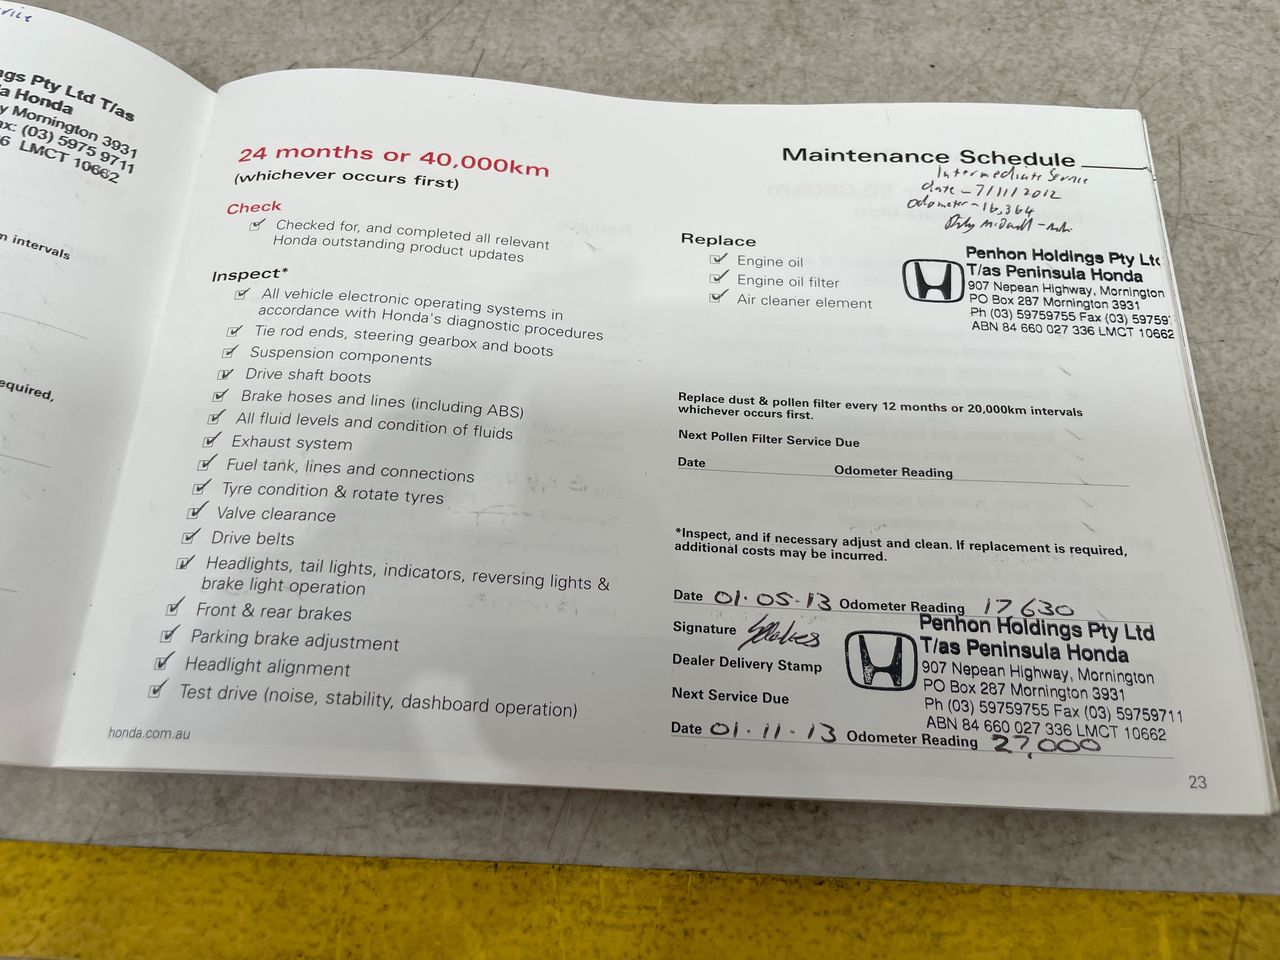 rvice
ngs Pty Ltd T/as
a Honda
y Mornington 3931
ax: (03) 5975 9711
6 LMCT 10662
m intervals
equired,
24 months or 40,000km
(whichever occurs first)
Check
Checked for, and completed all relevant
Honda outstanding product updates
Inspect*
All vehicle electronic operating systems in
accordance with Honda's diagnostic procedures
Tie rod ends, steering gearbox and boots
Suspension components
Drive shaft boots
Brake hoses and lines (including ABS)
All fluid levels and condition of fluids
Exhaust system
Fuel tank, lines and connections
Tyre condition & rotate tyres
Valve clearance
Drive belts
Headlights, tail lights, indicators, reversing lights &
brake light operation
Front & rear brakes
Parking brake adjustment
Headlight alignment
Test drive (noise, stability, dashboard operation)
honda.com.au
Maintenance Schedule
Intermediate Service
date - 7/11/2012
Odometer - 16,364
Replace
Engine oil
Engine oil filter
Air cleaner element
Penhon Holdings Pty Ltd
T/as Peninsula Honda
907 Nepean Highway, Mornington
PO Box 287 Mornington 3931
Ph (03) 59759755 Fax (03) 59759
ABN 84 660 027 336 LMCT 10662
Replace dust & pollen filter every 12 months or 20,000km intervals
whichever occurs first.
Next Pollen Filter Service Due
Date Odometer Reading
*Inspect, and if necessary adjust and clean. If replacement is required,
additional costs may be incurred.
Date 01.05.13 Odometer Reading 17630
Signature
Dealer Delivery Stamp
Penhon Holdings Pty Ltd
T/as Peninsula Honda
907 Nepean Highway, Mornington
PO Box 287 Mornington 3931
Ph (03) 59759755 Fax (03) 59759711
ABN 84 660 027 336 LMCT 10662
Next Service Due
Date 01.11.13 Odometer Reading 27,000
23